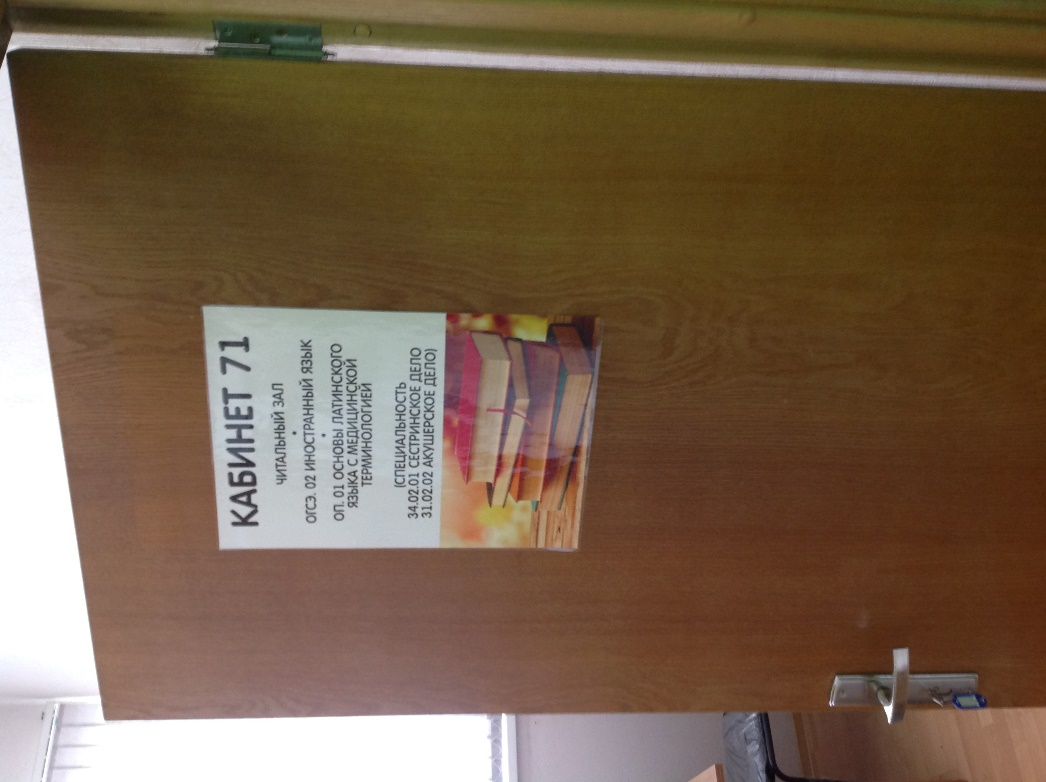 КАБИНЕТ 71
ЧИТАЛЬНЫЙ ЗАЛ
•
ОГСЭ. 02 ИНОСТРАННЫЙ ЯЗЫК
•
ОП. 01 ОСНОВЫ ЛАТИНСКОГО
ЯЗЫКА С МЕДИЦИНСКОЙ
ТЕРМИНОЛОГИЕЙ
(СПЕЦИАЛЬНОСТЬ
34.02.01 СЕСТРИНСКОЕ ДЕЛО
31.02.02 АКУШЕРСКОЕ ДЕЛО)